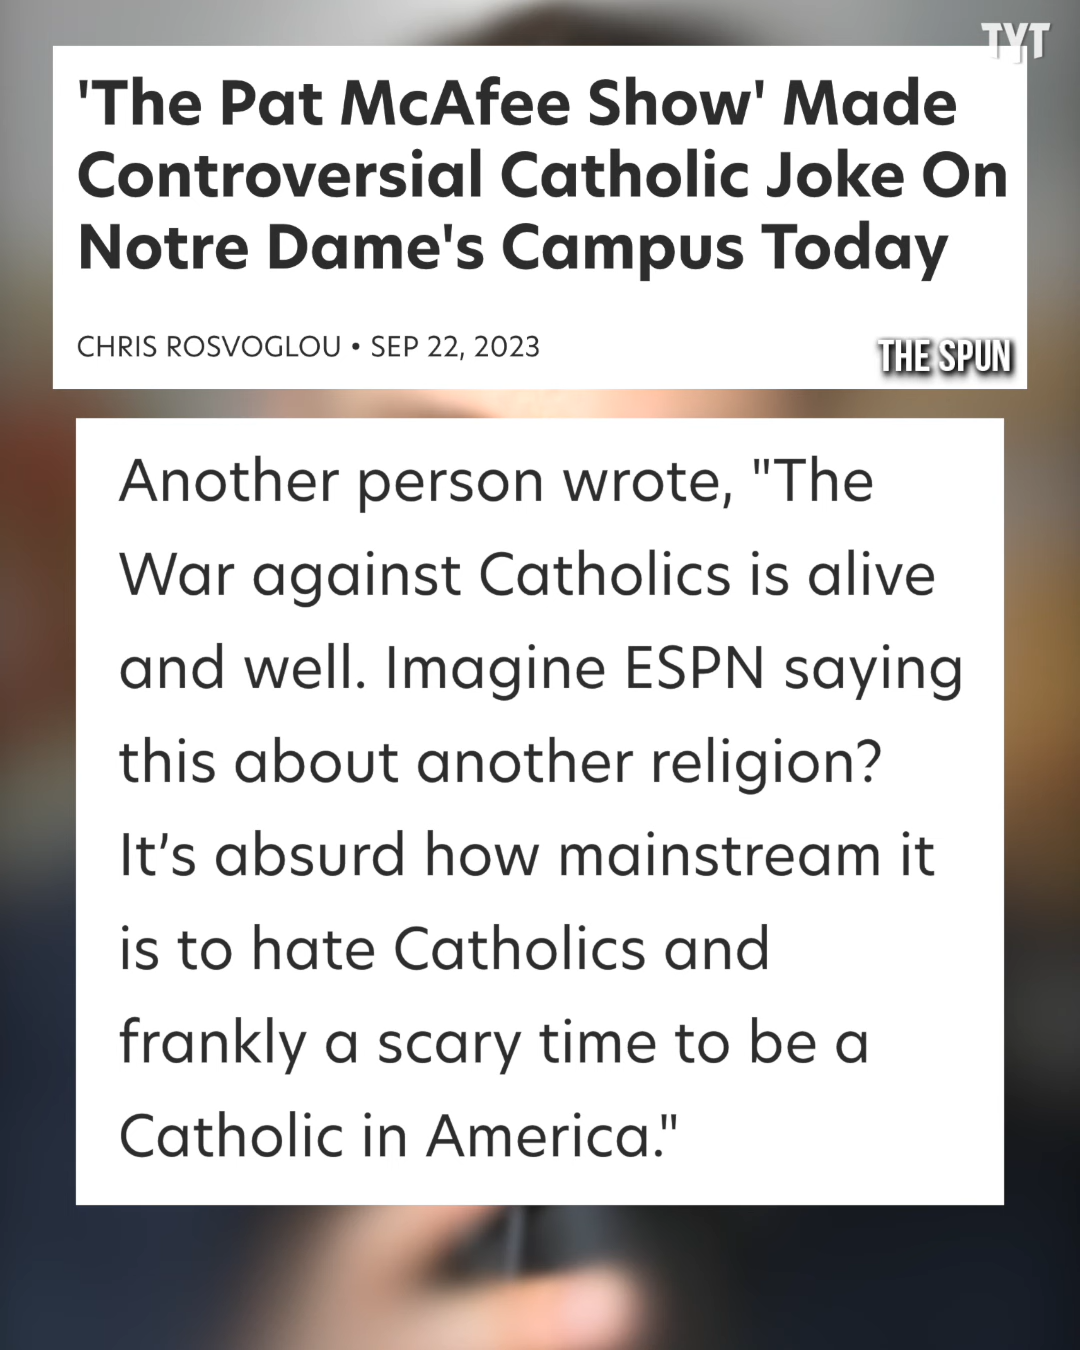 TYT
'The Pat McAfee Show' Made
Controversial Catholic Joke On
Notre Dame's Campus Today
CHRIS ROSVOGLOU • SEP 22, 2023
THE SPUN
Another person wrote, "The
War against Catholics is alive
and well. Imagine ESPN saying
this about another religion?
It’s absurd how mainstream it
is to hate Catholics and
frankly a scary time to be a
Catholic in America."